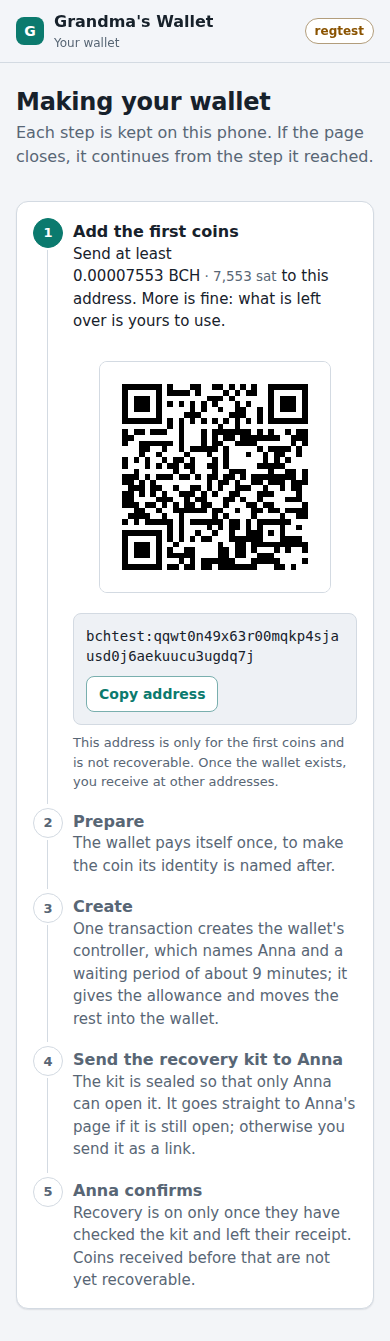 G
Grandma's Wallet
Your wallet
regtest
Making your wallet
Each step is kept on this phone. If the page
closes, it continues from the step it reached.
1
Add the first coins
Send at least
0.00007553 BCH · 7,553 sat to this
address. More is fine: what is left
over is yours to use.
bchtest:qqwt0n49x63r00mqkp4sja
usd0j6aekuucu3ugdq7j
Copy address
This address is only for the first coins and
is not recoverable. Once the wallet exists,
you receive at other addresses.
2
Prepare
The wallet pays itself once, to make
the coin its identity is named after.
3
Create
One transaction creates the wallet's
controller, which names Anna and a
waiting period of about 9 minutes; it
gives the allowance and moves the
rest into the wallet.
4
Send the recovery kit to Anna
The kit is sealed so that only Anna
can open it. It goes straight to Anna's
page if it is still open; otherwise you
send it as a link.
5
Anna confirms
Recovery is on only once they have
checked the kit and left their receipt.
Coins received before that are not
yet recoverable.